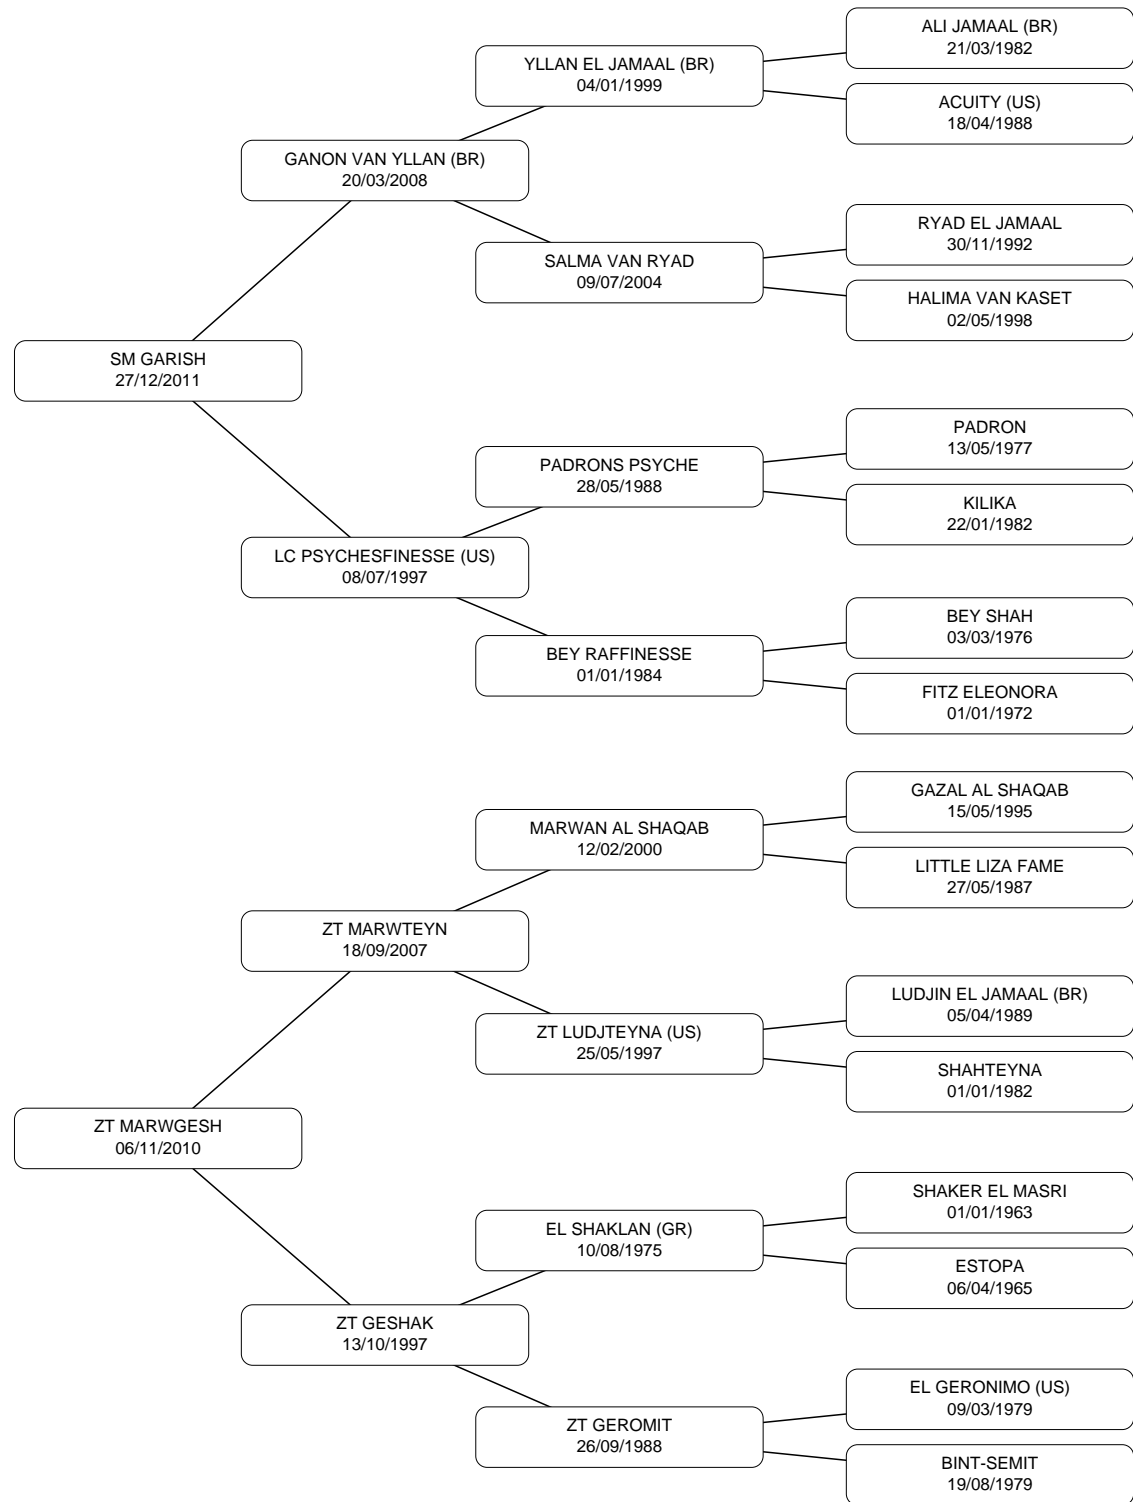 ALI JAMAAL (BR)
21/03/1982
YLLAN EL JAMAAL (BR)
04/01/1999
ACUITY (US)
18/04/1988
GANON VAN YLLAN (BR)
20/03/2008
RYAD EL JAMAAL
30/11/1992
SALMA VAN RYAD
09/07/2004
HALIMA VAN KASET
02/05/1998
SM GARISH
27/12/2011
PADRON
13/05/1977
PADRONS PSYCHE
28/05/1988
KILIKA
22/01/1982
LC PSYCHESFINESSE (US)
08/07/1997
BEY SHAH
03/03/1976
BEY RAFFINESSE
01/01/1984
FITZ ELEONORA
01/01/1972
GAZAL AL SHAQAB
15/05/1995
MARWAN AL SHAQAB
12/02/2000
LITTLE LIZA FAME
27/05/1987
ZT MARWTEYN
18/09/2007
LUDJIN EL JAMAAL (BR)
05/04/1989
ZT LUDJTEYNA (US)
25/05/1997
SHAHTEYNA
01/01/1982
ZT MARWGESH
06/11/2010
SHAKER EL MASRI
01/01/1963
EL SHAKLAN (GR)
10/08/1975
ESTOPA
06/04/1965
ZT GESHAK
13/10/1997
EL GERONIMO (US)
09/03/1979
ZT GEROMIT
26/09/1988
BINT-SEMIT
19/08/1979